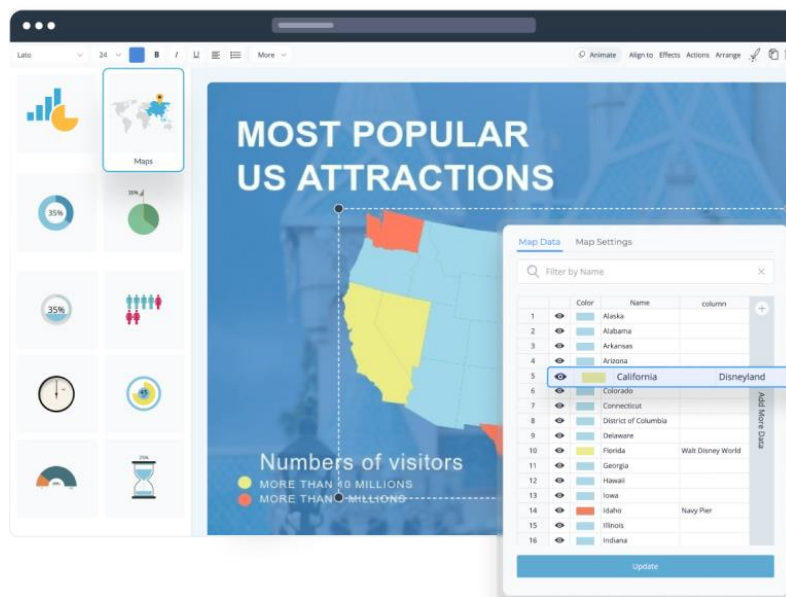 Lato 24 B I U More Animate Align to Effects Actions Arrange
Maps
35%
35%
35%
25%
MOST POPULAR
US ATTRACTIONS
Numbers of visitors
MORE THAN 10 MILLIONS
MORE THAN MILLIONS
Map Data Map Settings
Filter by Name
Color Name column
1 Alaska
2 Alabama
3 Arkansas
4 Arizona
5 California Disneyland
6 Colorado
7 Connecticut
8 District of Columbia
9 Delaware
10 Florida Walt Disney World
11 Georgia
12 Hawaii
13 Iowa
14 Idaho Navy Pier
15 Illinois
16 Indiana
Add More Data
Update